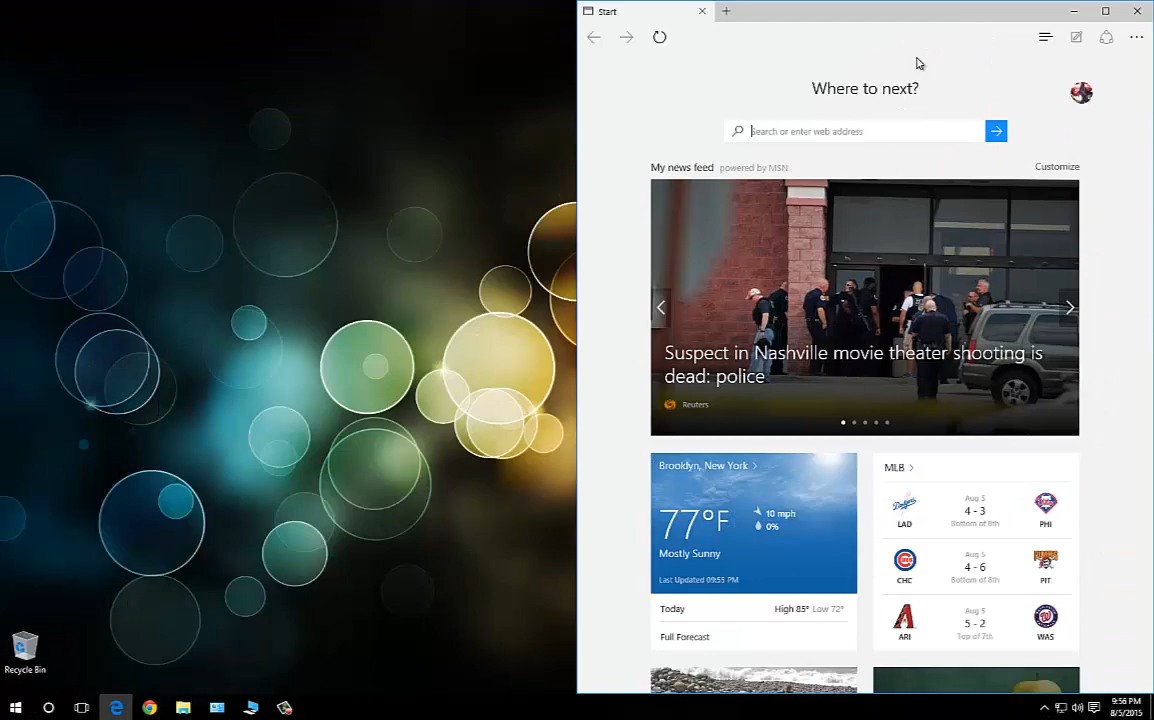 Start
Where to next?
Search or enter web address
My news feed powered by MSN
Customize
Suspect in Nashville movie theater shooting is
dead: police
Reuters
Brooklyn, New York
77°F
10 mph
0%
Mostly Sunny
Last Updated 09:55 PM
Today
High 85° Low 72°
Full Forecast
MLB
Aug 5
4 - 3
LAD
Bottom of 8th
PHI
Aug 5
4 - 6
CHC
Bottom of 8th
PIT
Aug 5
5 - 2
ARI
Top of 7th
WAS
Recycle Bin
9:56 PM
8/5/2015